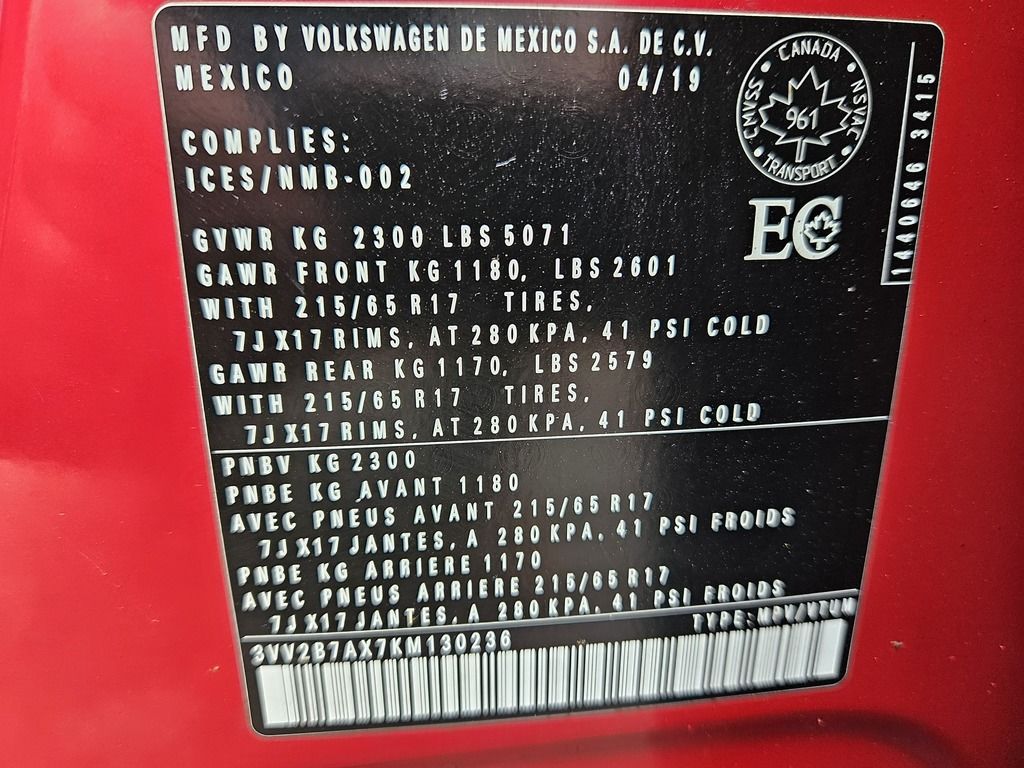 MFD BY VOLKSWAGEN DE MEXICO S.A. DE C.V.
MEXICO 04/19
CANADA
CMVSS
NSVAC
961
TRANSPORT
EC
1440646 3415
COMPLIES:
ICES/NMB-002
GVWR KG 2300 LBS 5071
GAWR FRONT KG 1180, LBS 2601
WITH 215/65 R17 TIRES,
7J X17 RIMS, AT 280 KPA, 41 PSI COLD
GAWR REAR KG 1170, LBS 2579
WITH 215/65 R17 TIRES,
7J X17 RIMS, AT 280 KPA, 41 PSI COLD
PNBV KG 2300
PNBE KG AVANT 1180
AVEC PNEUS AVANT 215/65 R17
7J X17 JANTES, A 280 KPA, 41 PSI FROIDS
PNBE KG ARRIERE 1170
AVEC PNEUS ARRIERE 215/65 R17
7J X17 JANTES, A 280 KPA, 41 PSI FROIDS
TYPE: MPV/VTUM
3VV2B7AX7KM130236